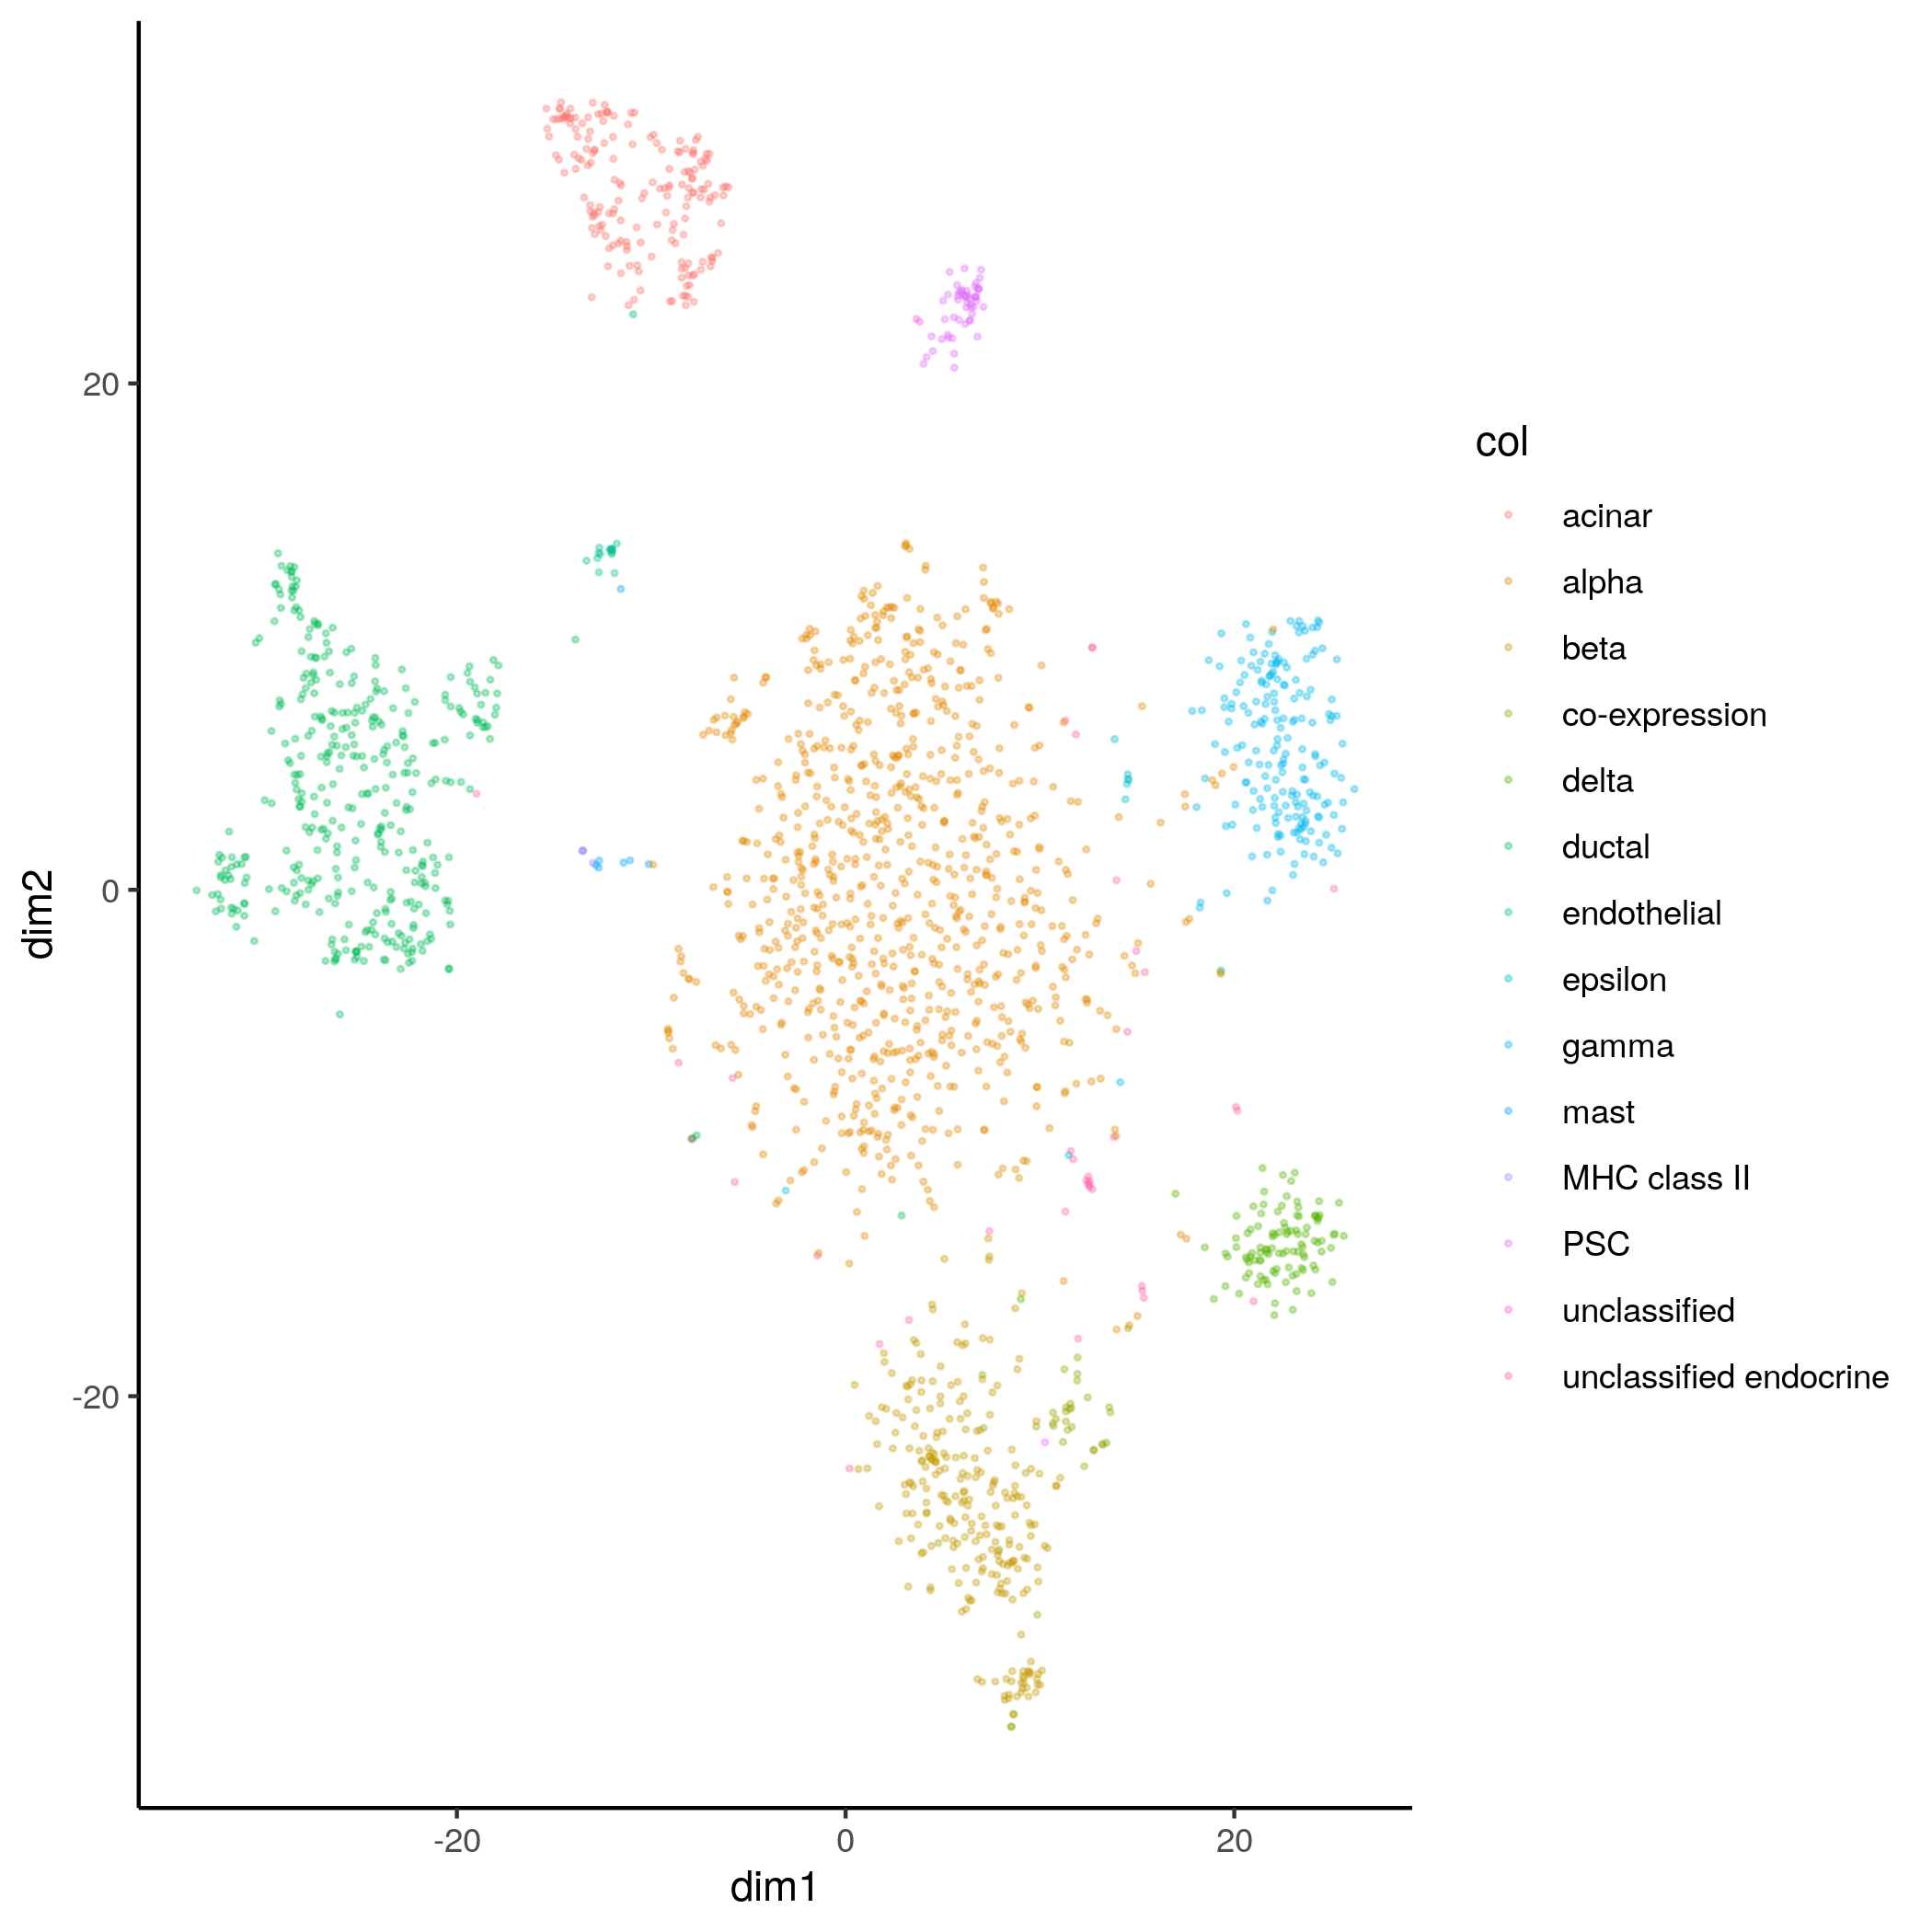 20
0
-20
dim2
-20
0
20
dim1
col
acinar
alpha
beta
co-expression
delta
ductal
endothelial
epsilon
gamma
mast
MHC class II
PSC
unclassified
unclassified endocrine